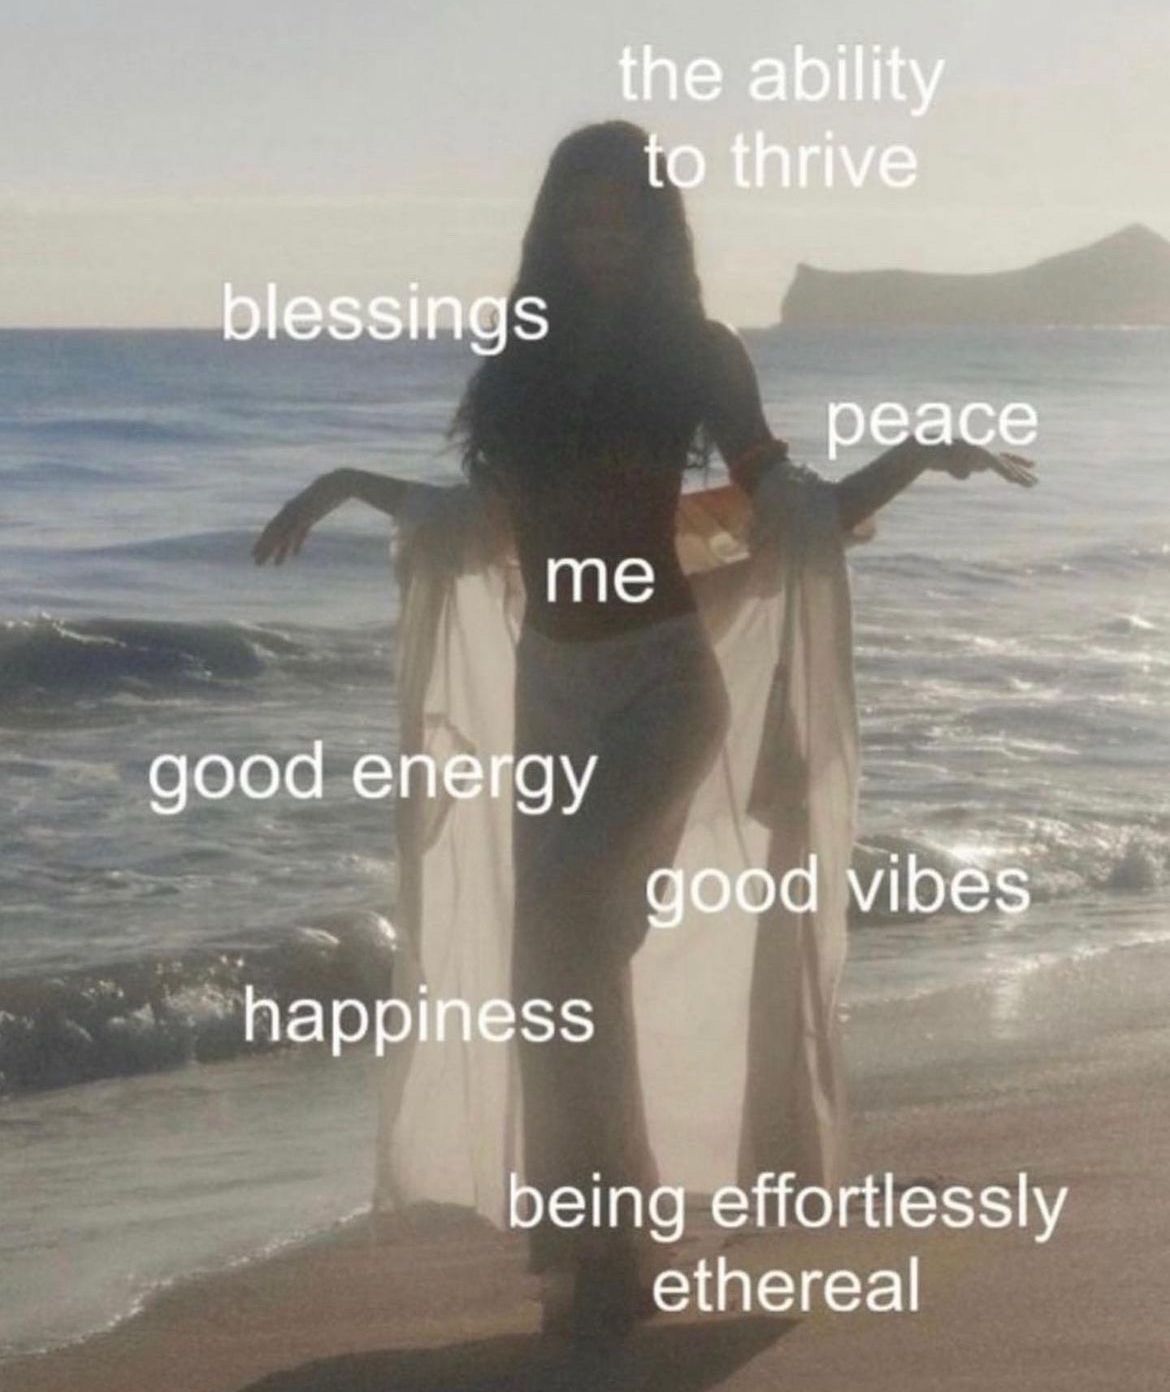 the ability
to thrive
blessings
peace
me
good energy
good vibes
happiness
being effortlessly
ethereal